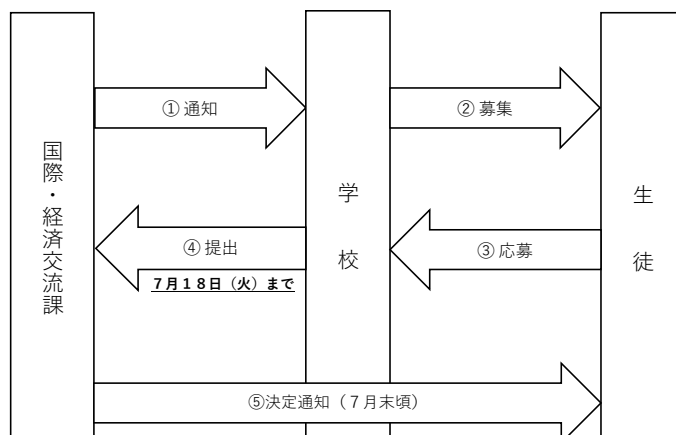 ① 通知
② 募集
国際・経済交流課
学校
生徒
④ 提出
③ 応募
７月１８日（火）まで
⑤決定通知（７月末頃）